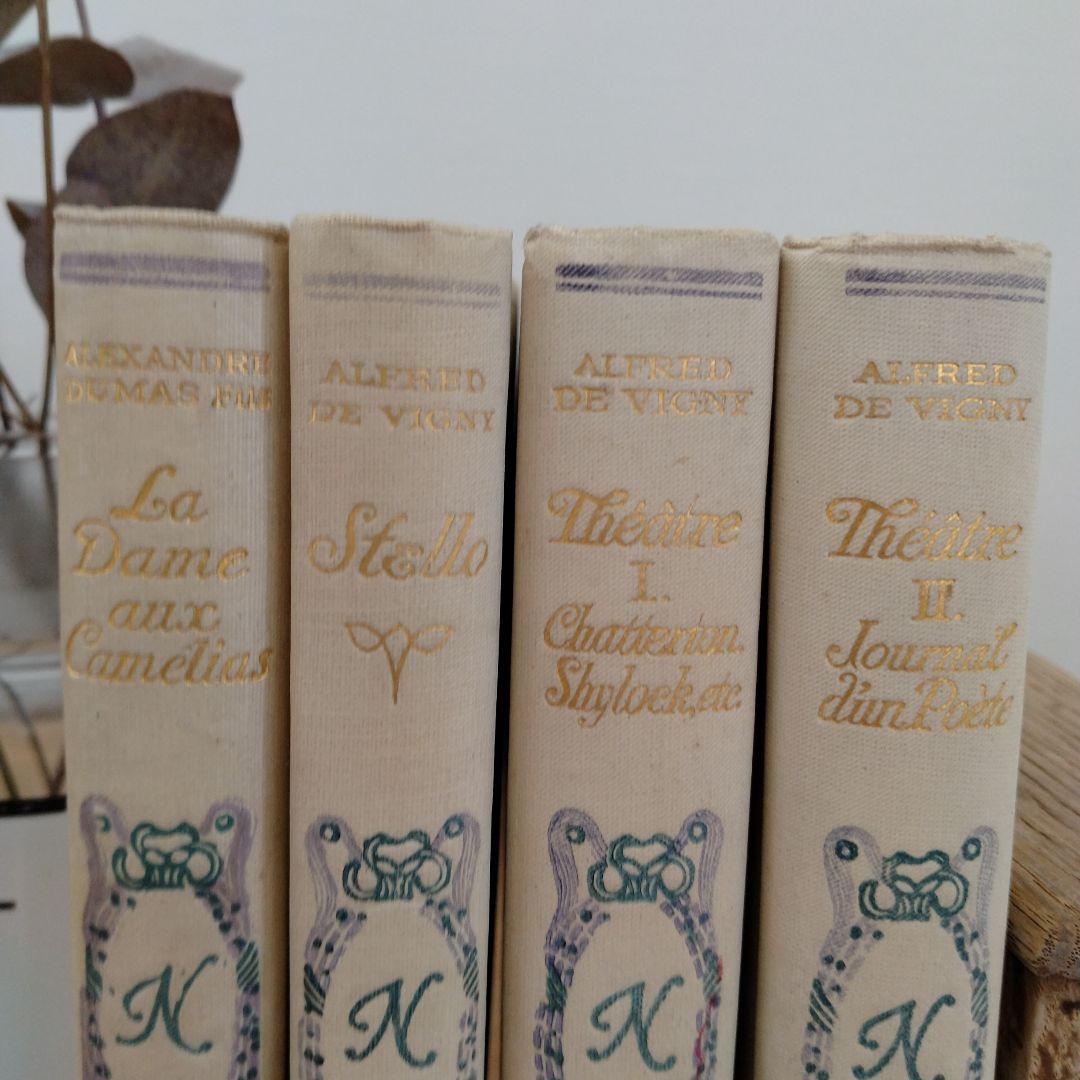 ALEXANDRE
DUMAS Fils
La
Dame
aux
Camélias
N
ALFRED
DE VIGNY
Stello
N
ALFRED
DE VIGNY
Théâtre
I.
Chatterton.
Shylock, etc.
N
ALFRED
DE VIGNY
Théâtre
II.
Journal
d'un Poète
N